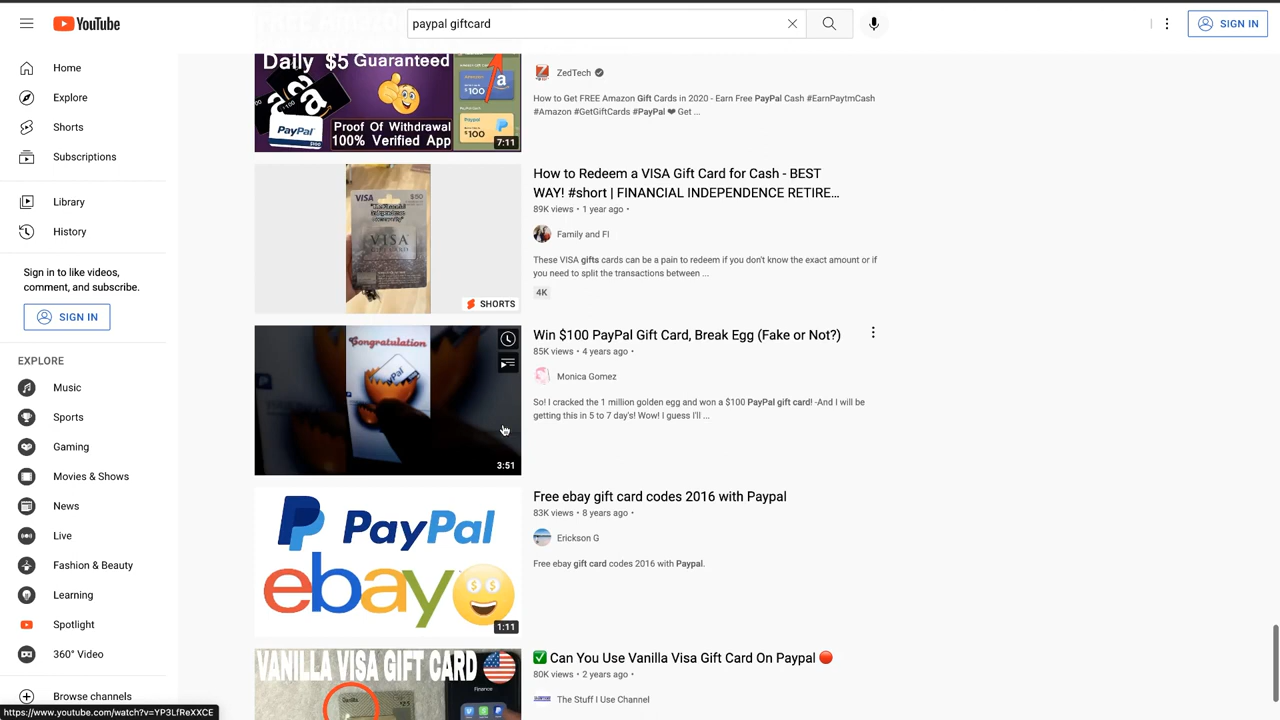 YouTube
paypal giftcard
SIGN IN
Home
Explore
Shorts
Subscriptions
Library
History
Sign in to like videos,
comment, and subscribe.
SIGN IN
EXPLORE
Music
Sports
Gaming
Movies & Shows
News
Live
Fashion & Beauty
Learning
Spotlight
360° Video
Browse channels
https://www.youtube.com/watch?v=YP3LfReXXCE
Daily $5 Guaranteed
amazon
$100
PayPal
$100
PayPal
Proof Of Withdrawal
100% Verified App
7:11
ZedTech
How to Get FREE Amazon Gift Cards in 2020 - Earn Free PayPal Cash #EarnPaytmCash
#Amazon #GetGiftCards #PayPal ❤ Get ...
VISA
$50
VISA
SHORTS
How to Redeem a VISA Gift Card for Cash - BEST
WAY! #short | FINANCIAL INDEPENDENCE RETIRE...
89K views • 1 year ago •
Family and FI
These VISA gifts cards can be a pain to redeem if you don't know the exact amount or if
you need to split the transactions between ...
4K
Congratulation
PayPal
3:51
Win $100 PayPal Gift Card, Break Egg (Fake or Not?)
85K views • 4 years ago •
Monica Gomez
So! I cracked the 1 million golden egg and won a $100 PayPal gift card! -And I will be
getting this in 5 to 7 day's! Wow! I guess I'll ...
PayPal
ebay
1:11
Free ebay gift card codes 2016 with Paypal
83K views • 8 years ago •
Erickson G
Free ebay gift card codes 2016 with Paypal.
VANILLA VISA GIFT CARD
Vanilla
Finance
✅ Can You Use Vanilla Visa Gift Card On Paypal 🔴
80K views • 2 years ago •
The Stuff I Use Channel